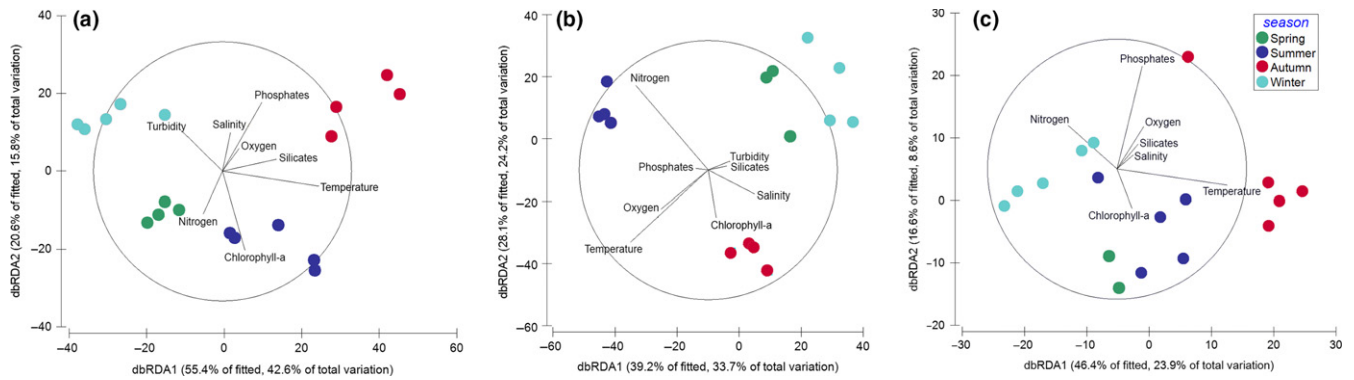 (a)
40
20
0
−20
−40
−40
−20
0
20
40
60
dbRDA2 (20.6% of fitted, 15.8% of total variation)
dbRDA1 (55.4% of fitted, 42.6% of total variation)
Phosphates
Turbidity
Salinity
Oxygen
Silicates
Temperature
Nitrogen
Chlorophyll-a
(b)
40
20
0
−20
−40
−60
−60
−40
−20
0
20
40
dbRDA2 (28.1% of fitted, 24.2% of total variation)
dbRDA1 (39.2% of fitted, 33.7% of total variation)
Nitrogen
Turbidity
Phosphates
Silicates
Salinity
Oxygen
Chlorophyll-a
Temperature
(c)
30
20
10
0
−10
−20
−30
−20
−10
0
10
20
30
dbRDA2 (16.6% of fitted, 8.6% of total variation)
dbRDA1 (46.4% of fitted, 23.9% of total variation)
Phosphates
Nitrogen
Oxygen
Silicates
Salinity
Temperature
Chlorophyll-a
season
Spring
Summer
Autumn
Winter